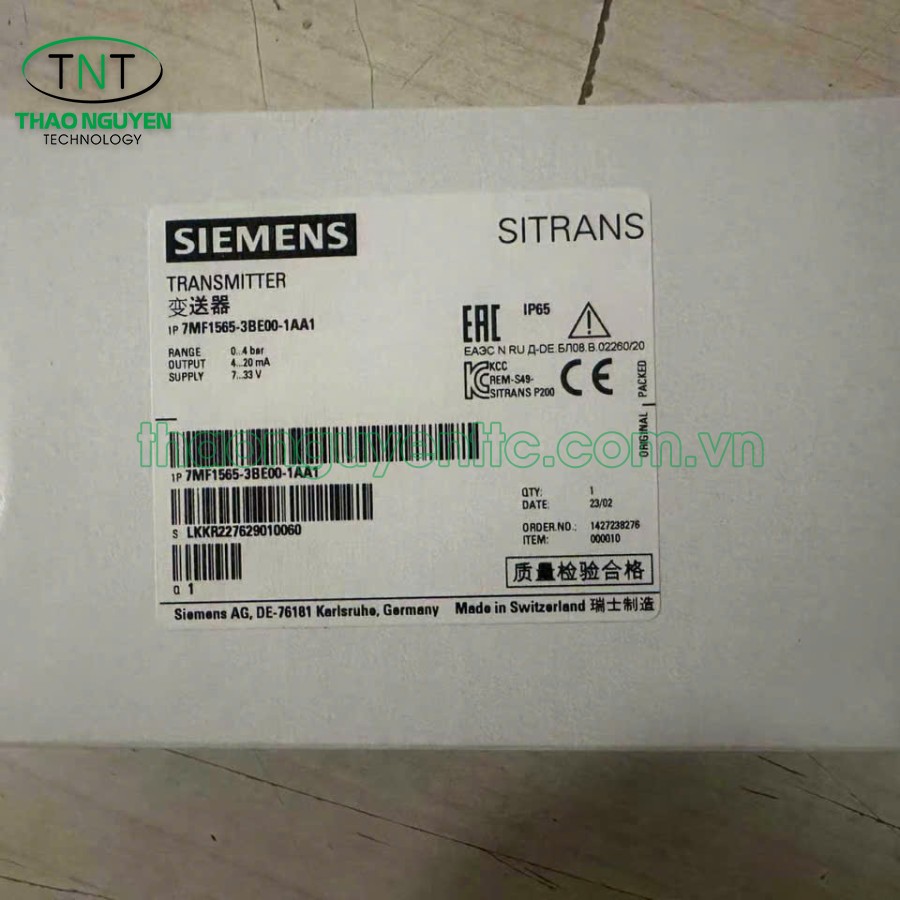 TNT
THAO NGUYEN
TECHNOLOGY
SIEMENS
SITRANS
TRANSMITTER
变送器
1P 7MF1565-3BE00-1AA1
RANGE 0...4 bar
OUTPUT 4...20 mA
SUPPLY 7...33 V
EAC IP65
ЕАЭС N RU Д-DE.БЛ08.В.02260/20
KCC
REM-S49-
SITRANS P200
CE
ORIGINAL PACKED
thaonguyenttc.com.vn
1P 7MF1565-3BE00-1AA1
S LKKR227629010060
Q 1
QTY: 1
DATE: 23/02
ORDER.NO.: 1427238276
ITEM: 000010
质量检验合格
Siemens AG, DE-76181 Karlsruhe, Germany Made in Switzerland 瑞士制造